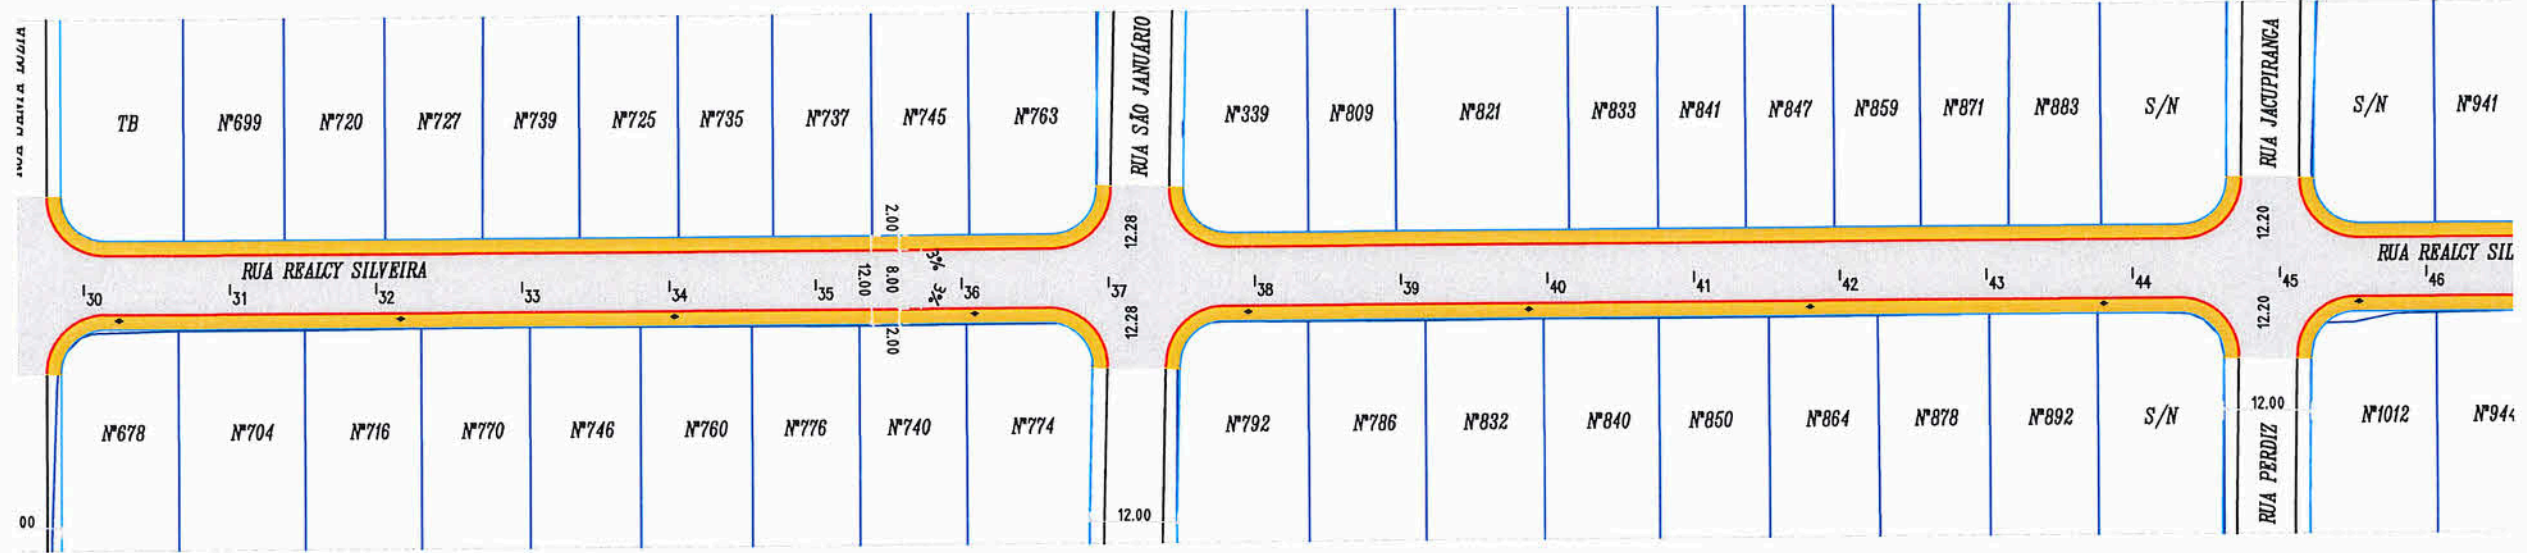 TB
Nº699
Nº720
Nº727
Nº739
Nº725
Nº735
Nº737
Nº745
Nº763
RUA SÃO JANUÁRIO
Nº339
Nº809
Nº821
Nº833
Nº841
Nº847
Nº859
Nº871
Nº883
S/N
RUA JACUPIRANGA
S/N
Nº941
2.00
12.28
12.20
RUA REALCY SILVEIRA
12.00
8.00
3%
3%
RUA REALCY SIL
30
31
32
33
34
35
36
37
38
39
40
41
42
43
44
45
46
2.00
12.28
12.20
Nº678
Nº704
Nº716
Nº770
Nº746
Nº760
Nº776
Nº740
Nº774
Nº792
Nº786
Nº832
Nº840
Nº850
Nº864
Nº878
Nº892
S/N
12.00
RUA PERDIZ
Nº1012
Nº944
00
12.00